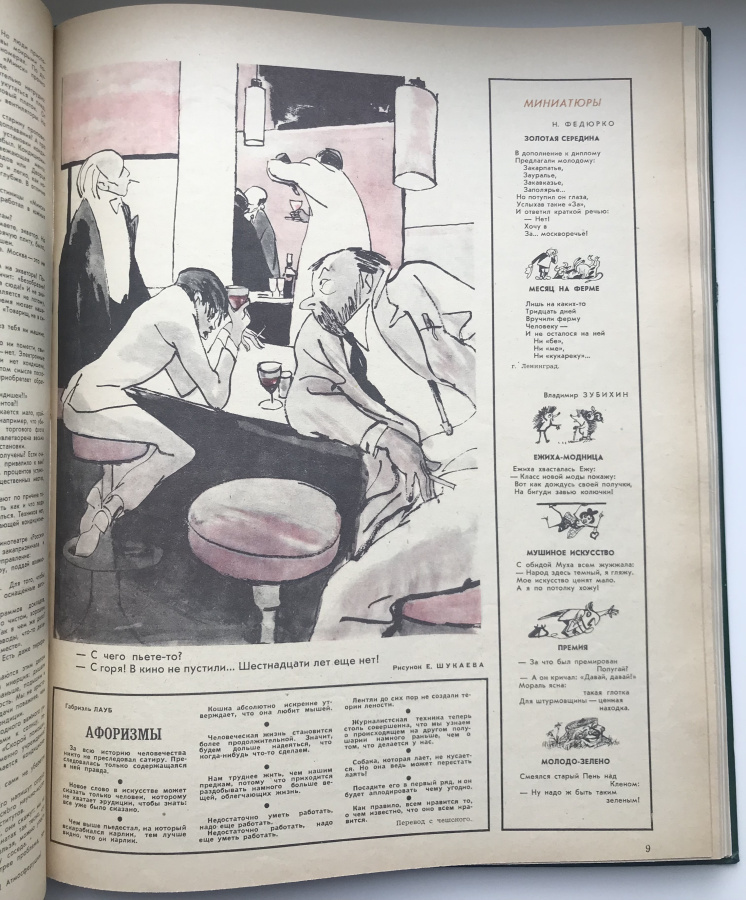 — С чего пьете-то?
— С горя! В кино не пустили... Шестнадцати лет еще нет!
Рисунок Е. ШУКАЕВА
Габриэль ЛАУБ
АФОРИЗМЫ
За всю историю человечества
никто не преследовал сатиру. Пре-
следовалась только содержащаяся
в ней правда.
Новое слово в искусстве может
сказать только человек, которому
не хватает эрудиции, чтобы знать:
все уже было сказано.
Чем выше пьедестал, на который
вскарабкался карлик, тем лучше
видно, что он карлик.
Кошка абсолютно искренне ут-
верждает, что она любит мышей.
Человеческая жизнь становится
более продолжительной. Значит,
будем дольше надеяться, что
когда-нибудь что-то сделаем.
Нам труднее жить, чем нашим
предкам, потому что приходится
раздобывать намного больше ве-
щей, облегчающих жизнь.
Недостаточно уметь работать,
надо еще работать.
Недостаточно работать, надо
еще уметь работать.
Лентяи до сих пор не создали те-
ории лености.
Журналистская техника теперь
столь совершенна, что мы узнаем
о происходящем на другом полу-
шарии намного раньше, чем о
том, что делается у нас.
Собака, которая лает, не кусает-
ся. Но она ведь может перестать
лаять!
Посадите его в первый ряд, и он
будет аплодировать чему угодно.
Как правило, всем нравится то,
о чем известно, что оно всем нра-
вится.
Перевод с чешского.
МИНИАТЮРЫ
Н. ФЕДЮРКО
ЗОЛОТАЯ СЕРЕДИНА
В дополнение к диплому
Предлагали молодому:
Закарпатье,
Зауралье,
Закавказье,
Заполярье...
Но потупил он глаза,
Услыхав такие «За»,
И ответил краткой речью:
— Нет!
Хочу в
За... москворечьё!
МЕСЯЦ НА ФЕРМЕ
Лишь на каких-то
Тридцать дней
Вручили ферму
Человеку —
И не осталося на ней
Ни «бе»,
Ни «ме»,
Ни «кукареку»...
г. Ленинград.
Владимир ЗУБИХИН
ЕЖИХА-МОДНИЦА
Ежиха хвасталась Ежу:
— Класс новой моды покажу:
Вот как дождусь своей получки,
На бигуди завью колючки!
МУШИНОЕ ИСКУССТВО
С обидой Муха всем жужжала:
— Народ здесь темный, я гляжу.
Мое искусство ценят мало.
А я по потолку хожу!
ПРЕМИЯ
— За что был премирован
Попугай?
— А он кричал: «Давай, давай!»
Мораль ясна:
такая глотка
Для штурмовщины — ценная
находка.
МОЛОДО-ЗЕЛЕНО
Смеялся старый Пень над
Кленом:
— Ну надо ж быть таким
зеленым!
9